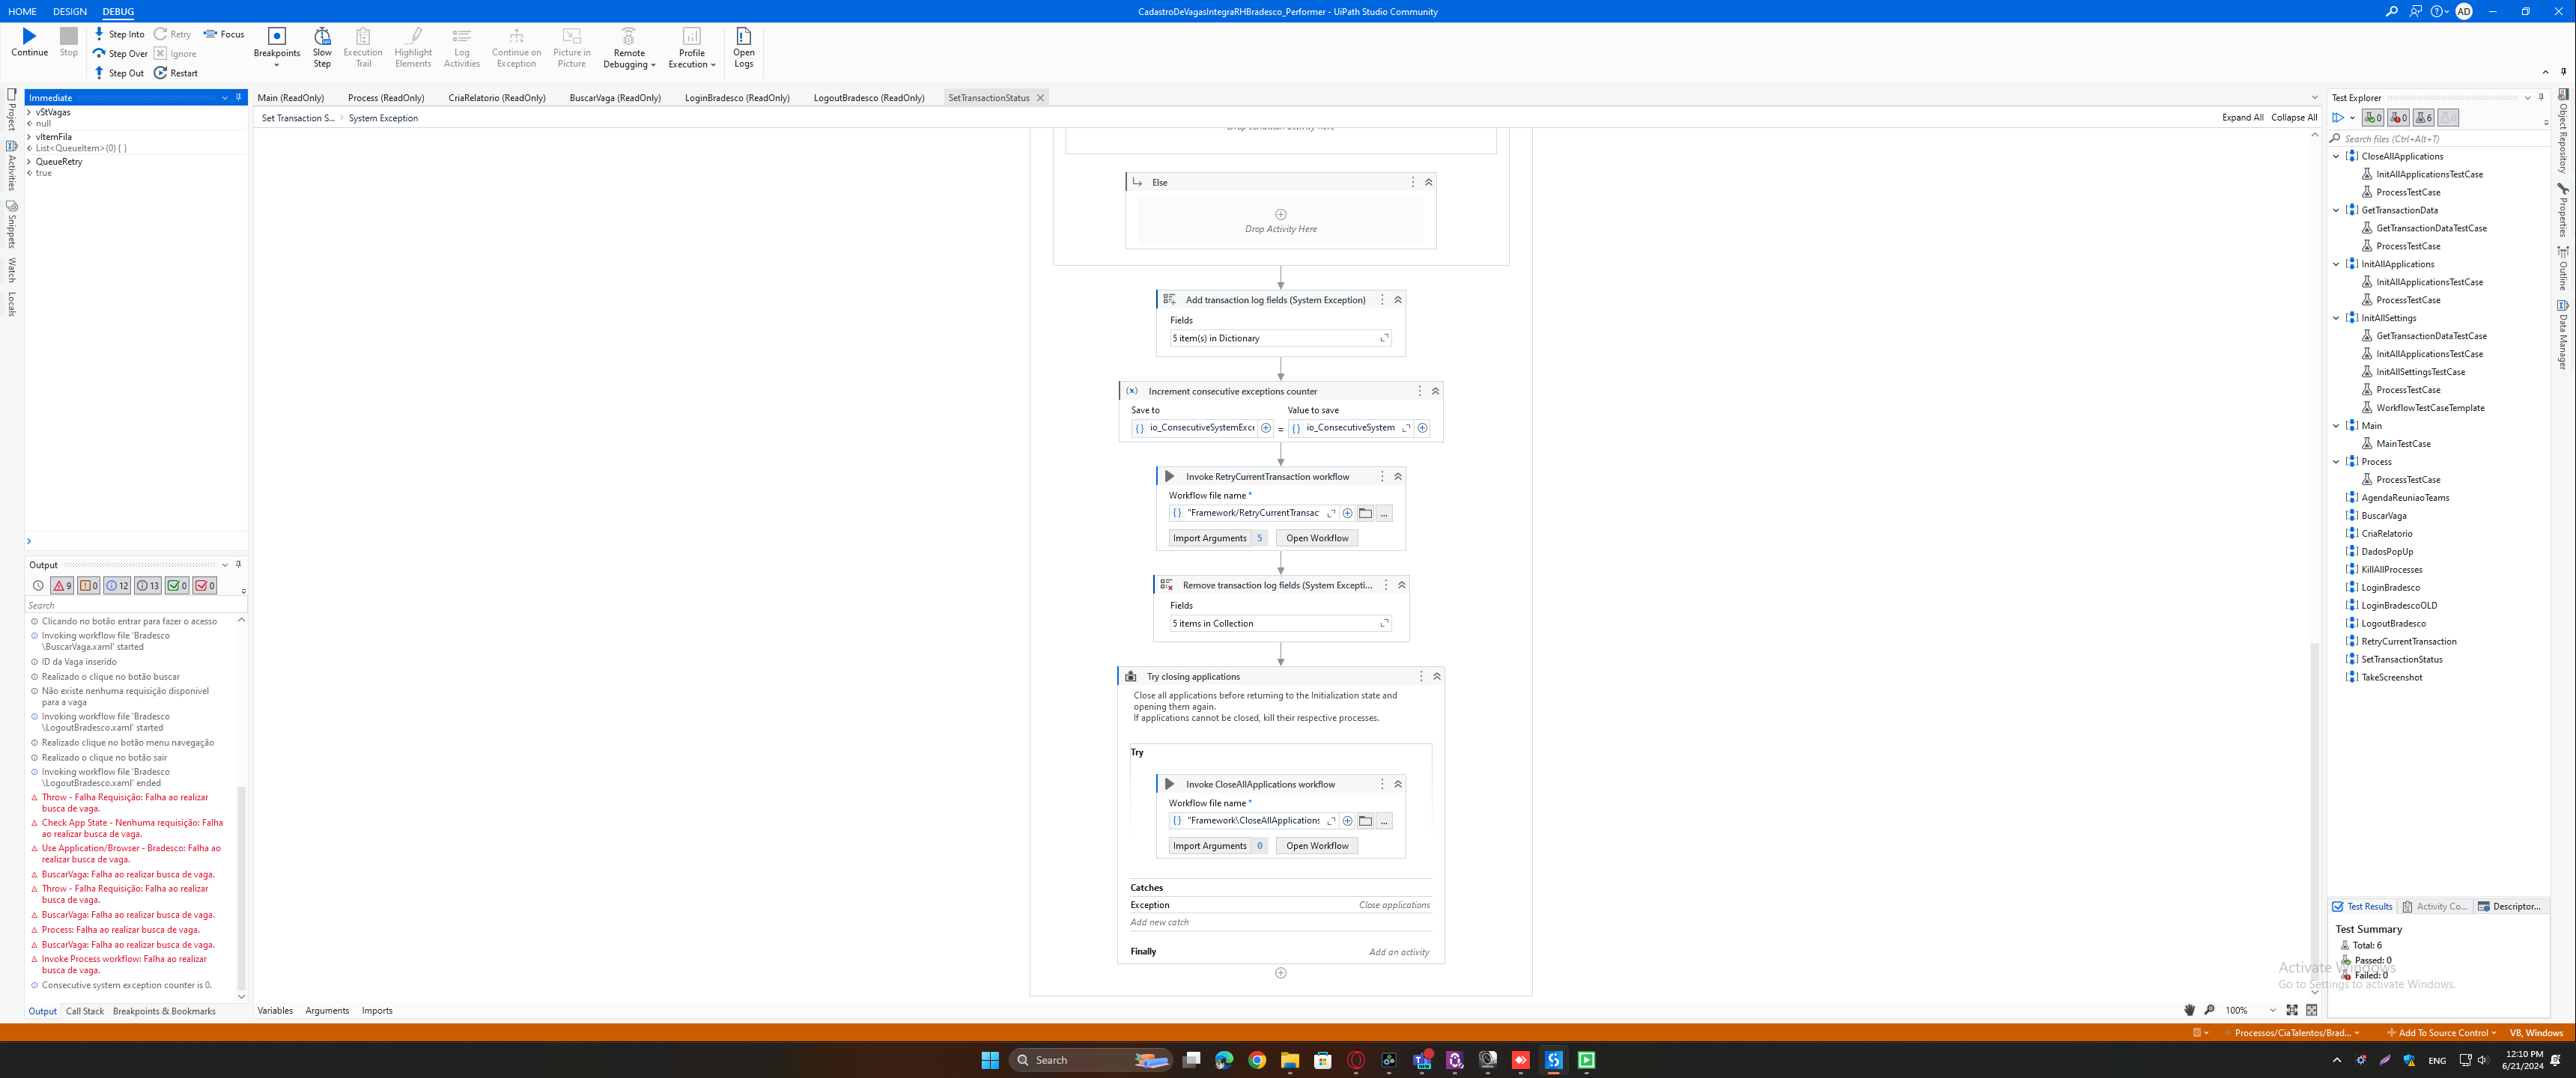 HOME DESIGN DEBUG
CadastroDeVagasIntegraRHBradesco_Performer - UiPath Studio Community
AD
Continue
Stop
Step Into
Step Over
Step Out
Retry
Ignore
Restart
Focus
Breakpoints
Slow Step
Execution Trail
Highlight Elements
Log Activities
Continue on Exception
Picture in Picture
Remote Debugging
Profile Execution
Open Logs
Project
Activities
Snippets
Watch
Locals
Immediate
vStVagas
null
vItemFila
List<QueueItem>(0) { }
QueueRetry
true
Output
9
0
12
13
0
0
Search
Clicando no botão entrar para fazer o acesso
Invoking workflow file 'Bradesco
\BuscarVaga.xaml' started
ID da Vaga inserido
Realizado o clique no botão buscar
Não existe nenhuma requisição disponivel
para a vaga
Invoking workflow file 'Bradesco
\LogoutBradesco.xaml' started
Realizado clique no botão menu navegação
Realizado o clique no botão sair
Invoking workflow file 'Bradesco
\LogoutBradesco.xaml' ended
Throw - Falha Requisição: Falha ao realizar
busca de vaga.
Check App State - Nenhuma requisição: Falha
ao realizar busca de vaga.
Use Application/Browser - Bradesco: Falha ao
realizar busca de vaga.
BuscarVaga: Falha ao realizar busca de vaga.
Throw - Falha Requisição: Falha ao realizar
busca de vaga.
BuscarVaga: Falha ao realizar busca de vaga.
Process: Falha ao realizar busca de vaga.
BuscarVaga: Falha ao realizar busca de vaga.
Invoke Process workflow: Falha ao realizar
busca de vaga.
Consecutive system exception counter is 0.
Output Call Stack Breakpoints & Bookmarks
Main (ReadOnly) Process (ReadOnly) CriaRelatorio (ReadOnly) BuscarVaga (ReadOnly) LoginBradesco (ReadOnly) LogoutBradesco (ReadOnly) SetTransactionStatus
Set Transaction S... > System Exception
Expand All Collapse All
Drop condition activity here
Else
Drop Activity Here
Add transaction log fields (System Exception)
Fields
5 item(s) in Dictionary
Increment consecutive exceptions counter
Save to Value to save
io_ConsecutiveSystemExce = io_ConsecutiveSystem
Invoke RetryCurrentTransaction workflow
Workflow file name *
"Framework/RetryCurrentTransac
Import Arguments 5 Open Workflow
Remove transaction log fields (System Excepti...
Fields
5 items in Collection
Try closing applications
Close all applications before returning to the Initialization state and
opening them again.
If applications cannot be closed, kill their respective processes.
Try
Invoke CloseAllApplications workflow
Workflow file name *
"Framework\CloseAllApplications
Import Arguments 0 Open Workflow
Catches
Exception Close applications
Add new catch
Finally Add an activity
Variables Arguments Imports
100%
Test Explorer
0
0
6
Search files (Ctrl+Alt+T)
CloseAllApplications
InitAllApplicationsTestCase
ProcessTestCase
GetTransactionData
GetTransactionDataTestCase
ProcessTestCase
InitAllApplications
InitAllApplicationsTestCase
ProcessTestCase
InitAllSettings
GetTransactionDataTestCase
InitAllApplicationsTestCase
InitAllSettingsTestCase
ProcessTestCase
WorkflowTestCaseTemplate
Main
MainTestCase
Process
ProcessTestCase
AgendaReuniaoTeams
BuscarVaga
CriaRelatorio
DadosPopUp
KillAllProcesses
LoginBradesco
LoginBradescoOLD
LogoutBradesco
RetryCurrentTransaction
SetTransactionStatus
TakeScreenshot
Test Results Activity Co... Descriptor...
Test Summary
Total: 6
Passed: 0
Failed: 0
Activate Windows
Go to Settings to activate Windows.
Object Repository
Properties
Outline
Data Manager
Processos/CiaTalentos/Brad... Add To Source Control VB, Windows
Search
ENG
12:10 PM
6/21/2024